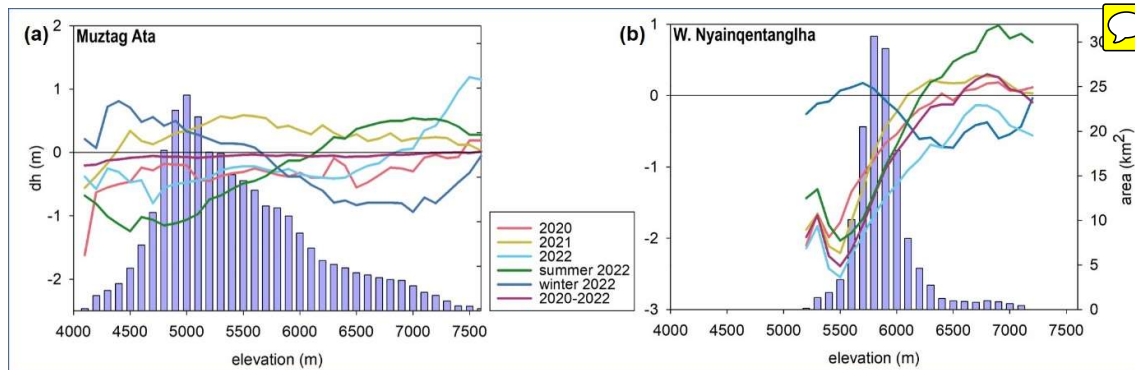 (a) Muztag Ata
2
1
0
-1
-2
dh (m)
4000 4500 5000 5500 6000 6500 7000 7500
elevation (m)
2020
2021
2022
summer 2022
winter 2022
2020-2022
(b) W. Nyainqentanglha
1
0
-1
-2
-3
30
25
20
15
10
5
0
area (km²)
4000 5000 5500 6000 6500 7000 7500
elevation (m)